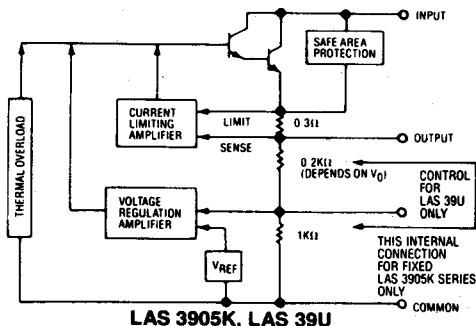 INPUT
SAFE AREA
PROTECTION
THERMAL OVERLOAD
CURRENT
LIMITING
AMPLIFIER
LIMIT
0.3Ω
SENSE
OUTPUT
0.2KΩ
(DEPENDS ON VO)
CONTROL
FOR
LAS 39U
ONLY
VOLTAGE
REGULATION
AMPLIFIER
1KΩ
THIS INTERNAL
CONNECTION
FOR FIXED
LAS 3905K SERIES
ONLY
VREF
COMMON
LAS 3905K, LAS 39U